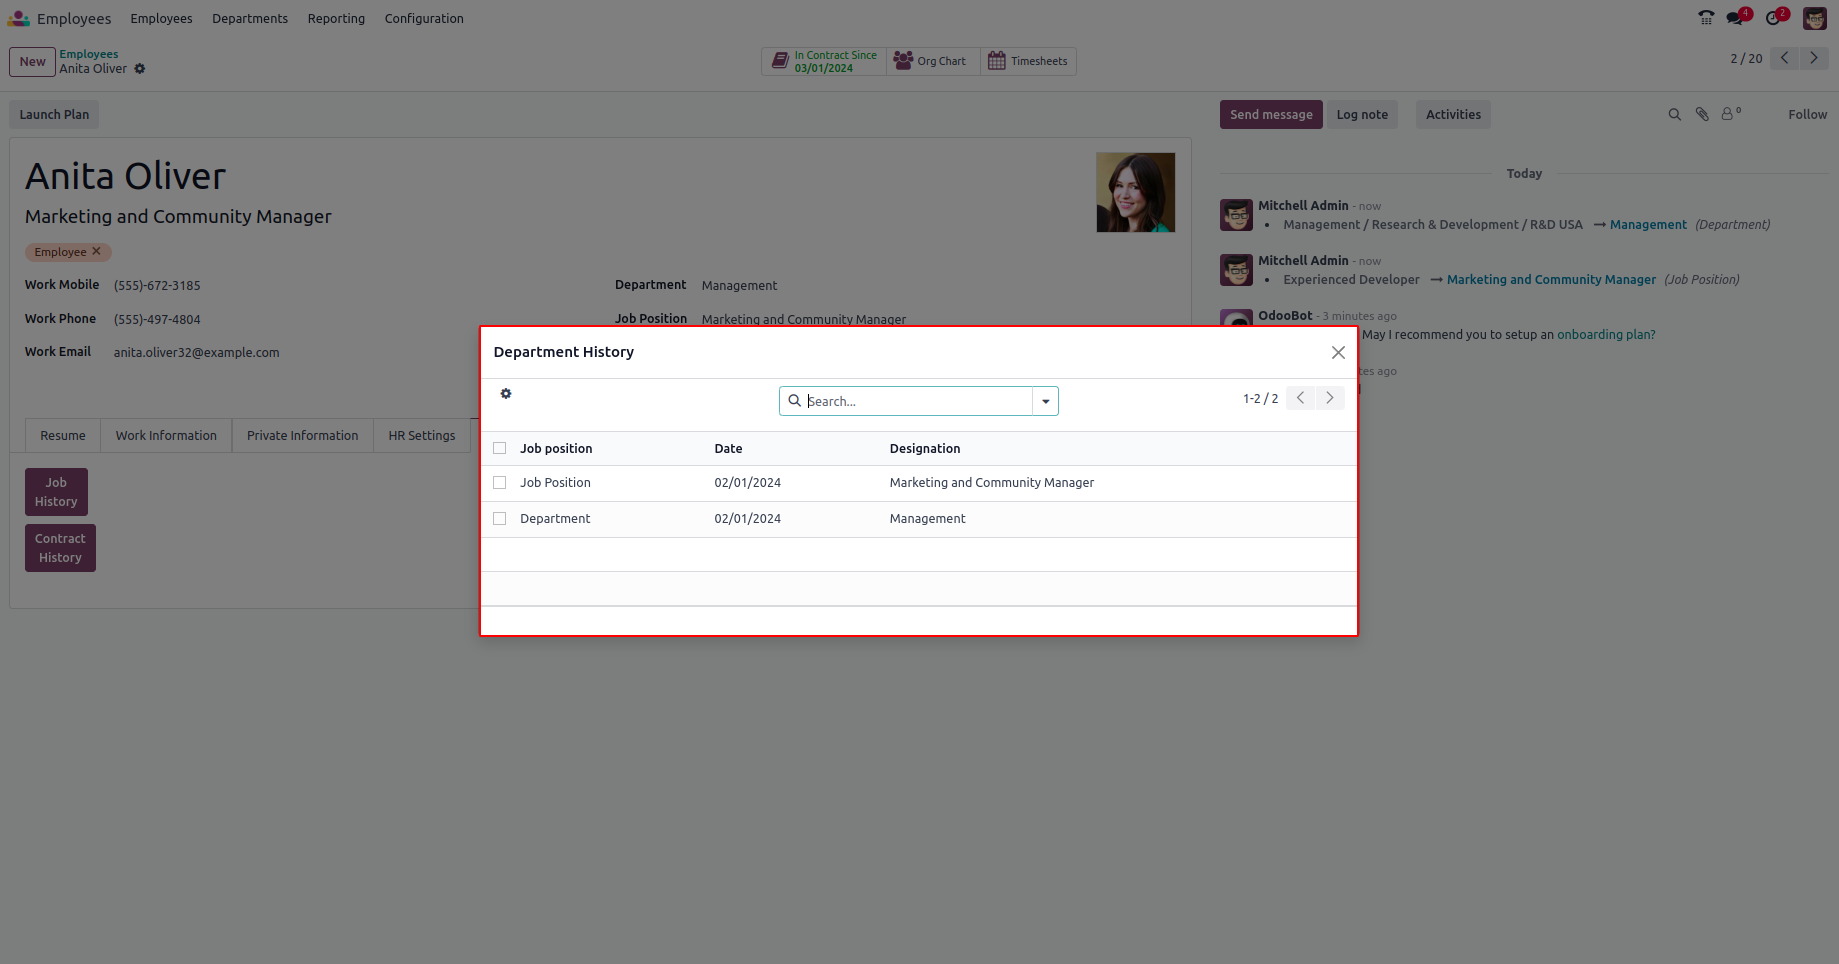 Employees Employees Departments Reporting Configuration 4 2
New Employees
Anita Oliver
In Contract Since
03/01/2024
Org Chart Timesheets
2 / 20
Launch Plan
Send message Log note Activities 0 Follow
Anita Oliver
Marketing and Community Manager
Employee
Work Mobile (555)-672-3185 Department Management
Work Phone (555)-497-4804 Job Position Marketing and Community Manager
Work Email anita.oliver32@example.com
Resume Work Information Private Information HR Settings
Job
History
Contract
History
Today
Mitchell Admin - now
• Management / Research & Development / R&D USA → Management (Department)
Mitchell Admin - now
• Experienced Developer → Marketing and Community Manager (Job Position)
OdooBot - 3 minutes ago
May I recommend you to setup an onboarding plan?
ago
Department History
Search...
1-2 / 2
Job position Date Designation
Job Position 02/01/2024 Marketing and Community Manager
Department 02/01/2024 Management